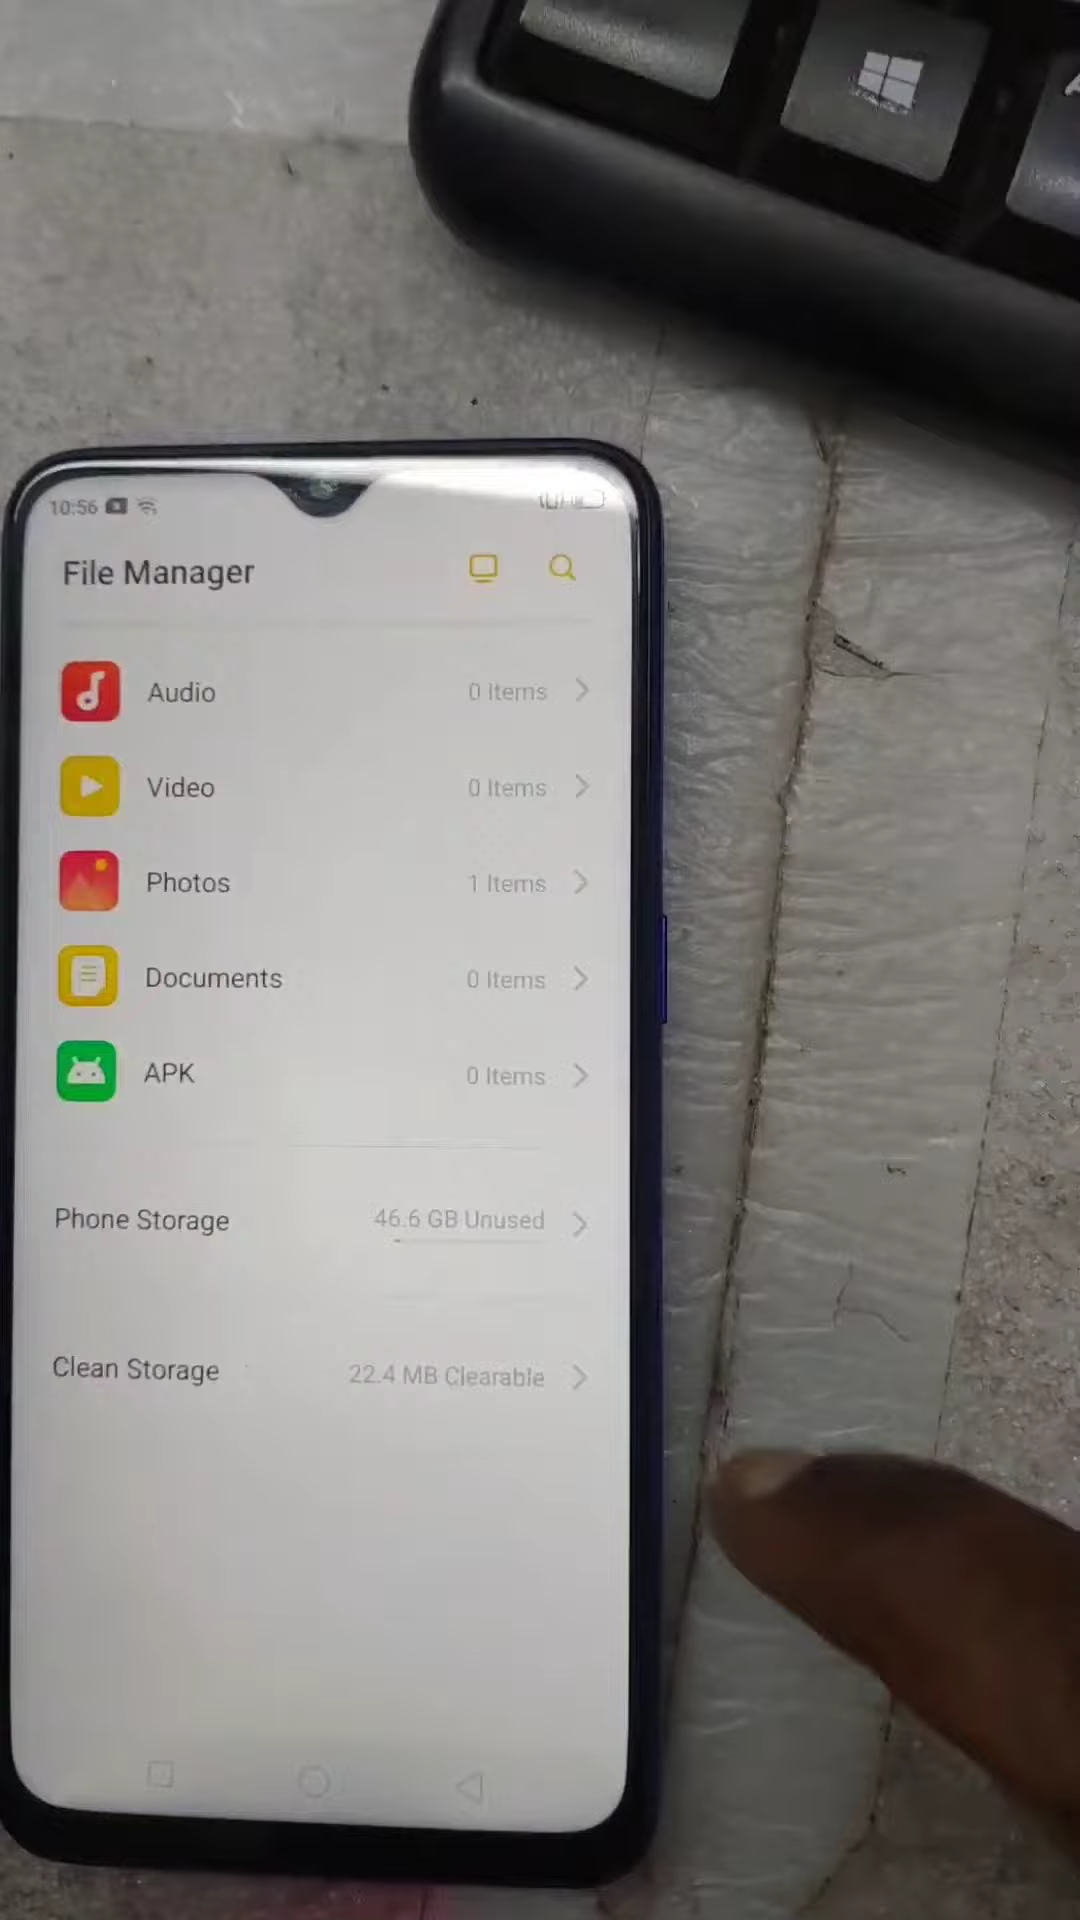 10:56
File Manager
Audio 0 Items
Video 0 Items
Photos 1 Items
Documents 0 Items
APK 0 Items
Phone Storage 46.6 GB Unused
Clean Storage 22.4 MB Clearable